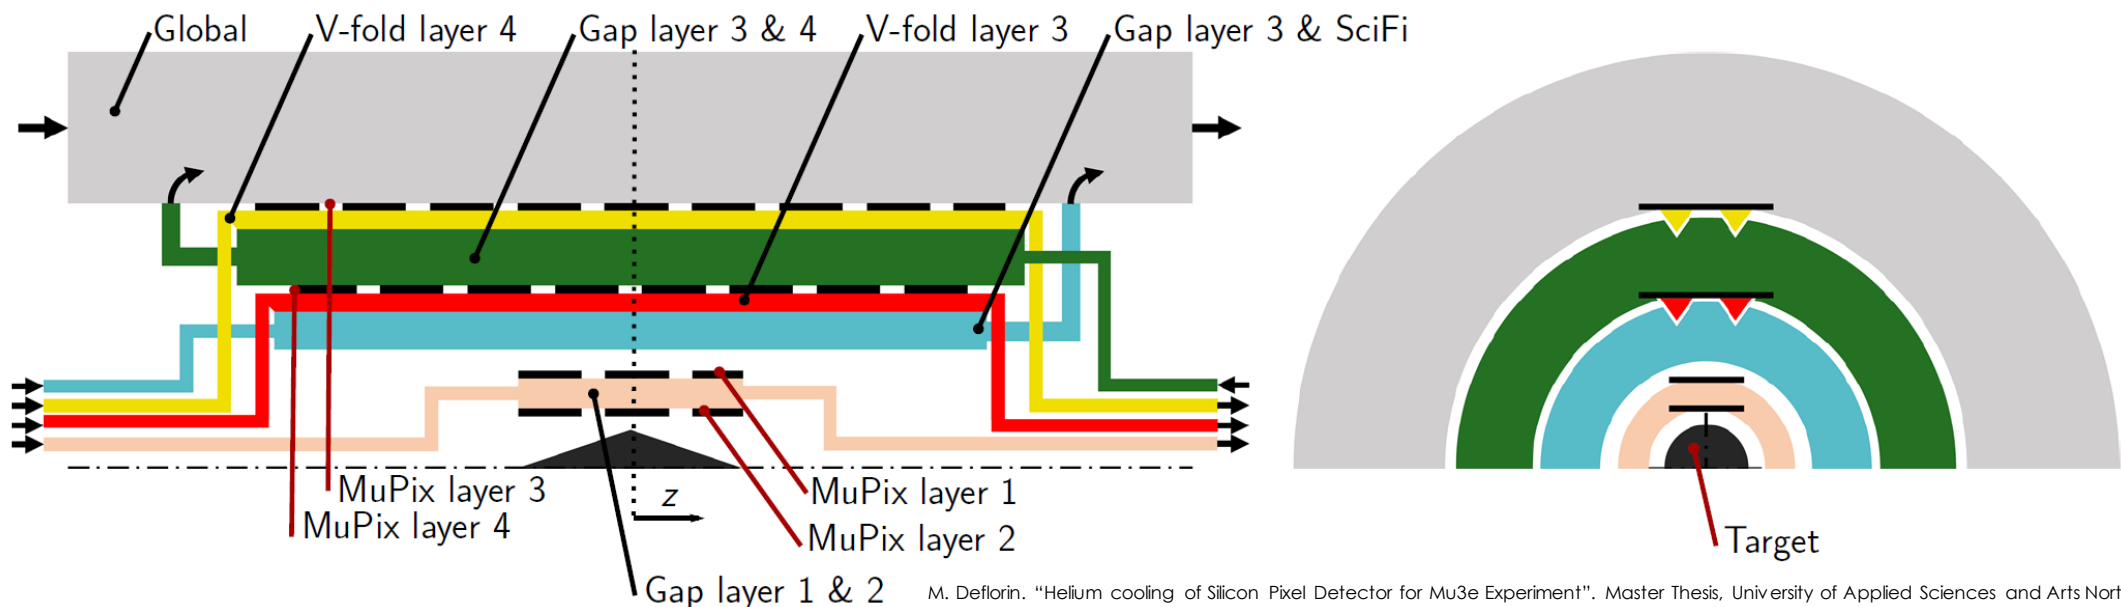 Global
V-fold layer 4
Gap layer 3 & 4
V-fold layer 3
Gap layer 3 & SciFi
MuPix layer 3
MuPix layer 4
z
MuPix layer 1
MuPix layer 2
Target
Gap layer 1 & 2
M. Deflorin. “Helium cooling of Silicon Pixel Detector for Mu3e Experiment”. Master Thesis, University of Applied Sciences and Arts Nort